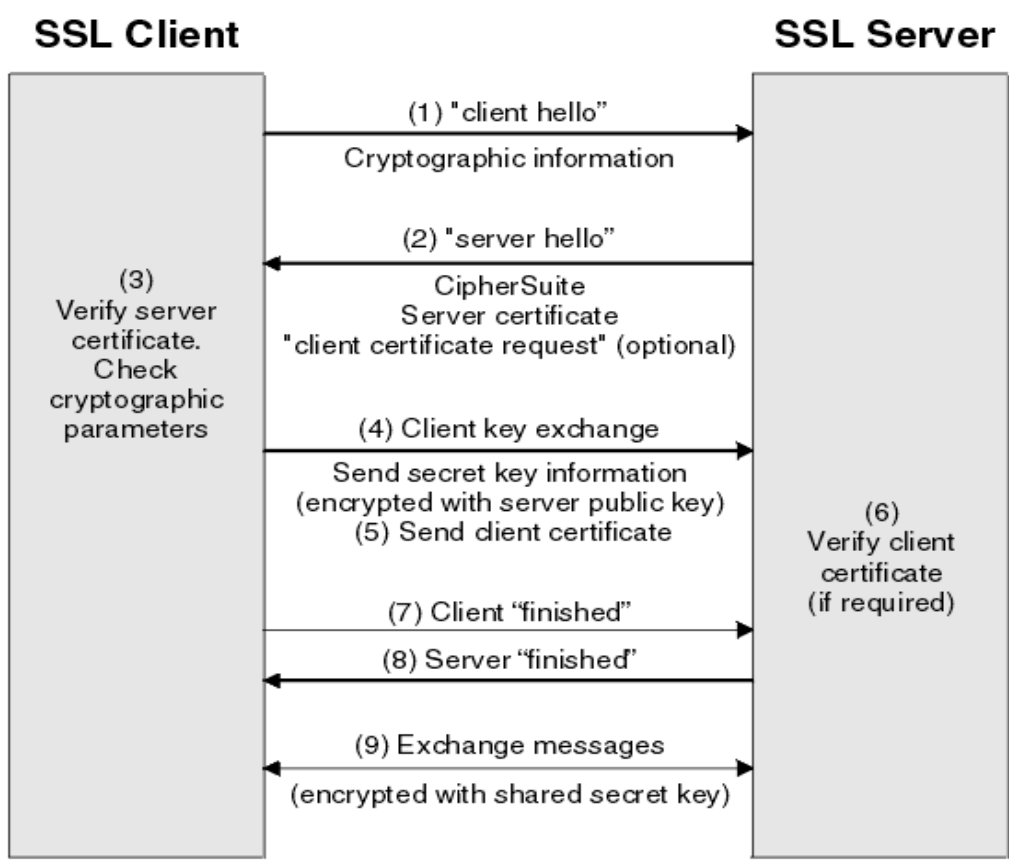 SSL Client
SSL Server
(1) "client hello”
Cryptographic information
(2) "server hello”
CipherSuite
Server certificate
"client certificate request" (optional)
(3)
Verify server
certificate.
Check
cryptographic
parameters
(4) Client key exchange
Send secret key information
(encrypted with server public key)
(5) Send client certificate
(6)
Verify client
certificate
(if required)
(7) Client “finished”
(8) Server “finished”
(9) Exchange messages
(encrypted with shared secret key)